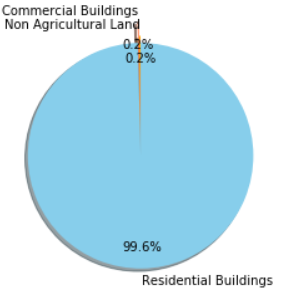 Commercial Buildings
Non Agricultural Land
0.2%
0.2%
99.6%
Residential Buildings